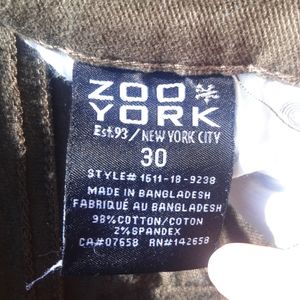 ZOO
YORK
Est.93/NEW YORK CITY
30
STYLE# 1611-18-9238
MADE IN BANGLADESH
FABRIQUÉ AU BANGLADESH
98%COTTON/COTON
2%SPANDEX
CA#07658 RN#142658